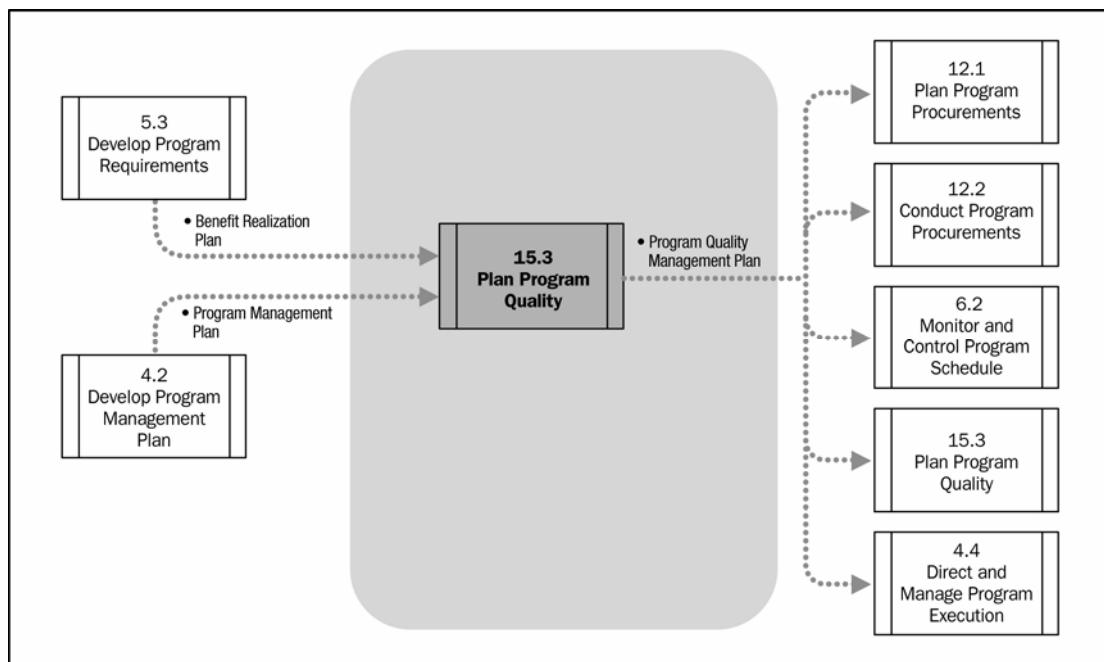 5.3
Develop Program
Requirements
• Benefit Realization
Plan
• Program Management
Plan
4.2
Develop Program
Management
Plan
15.3
Plan Program
Quality
• Program Quality
Management Plan
12.1
Plan Program
Procurements
12.2
Conduct Program
Procurements
6.2
Monitor and
Control Program
Schedule
15.3
Plan Program
Quality
4.4
Direct and
Manage Program
Execution